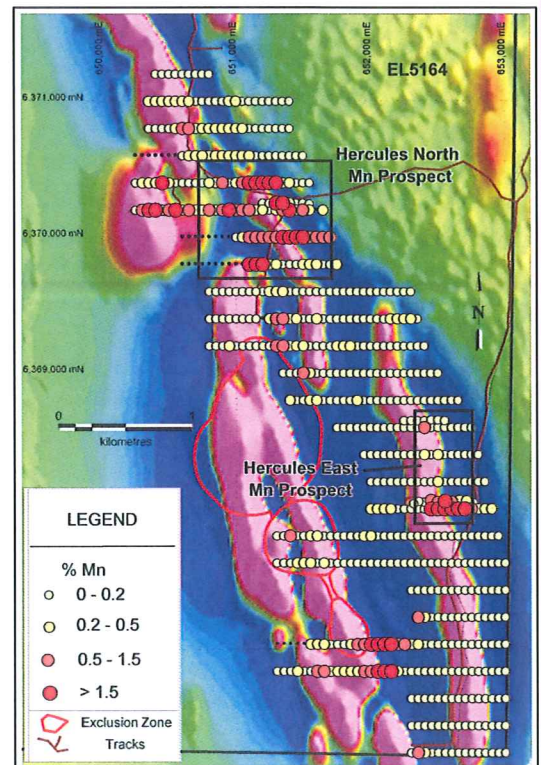 650,000 mE
651,000 mE
652,000 mE
653,000 mE
EL5164
6,371,000 mN
Hercules North
Mn Prospect
6,370,000 mN
N
6,369,000 mN
0
1
kilometres
Hercules East
Mn Prospect
LEGEND
% Mn
0 - 0.2
0.2 - 0.5
0.5 - 1.5
> 1.5
Exclusion Zone
Tracks